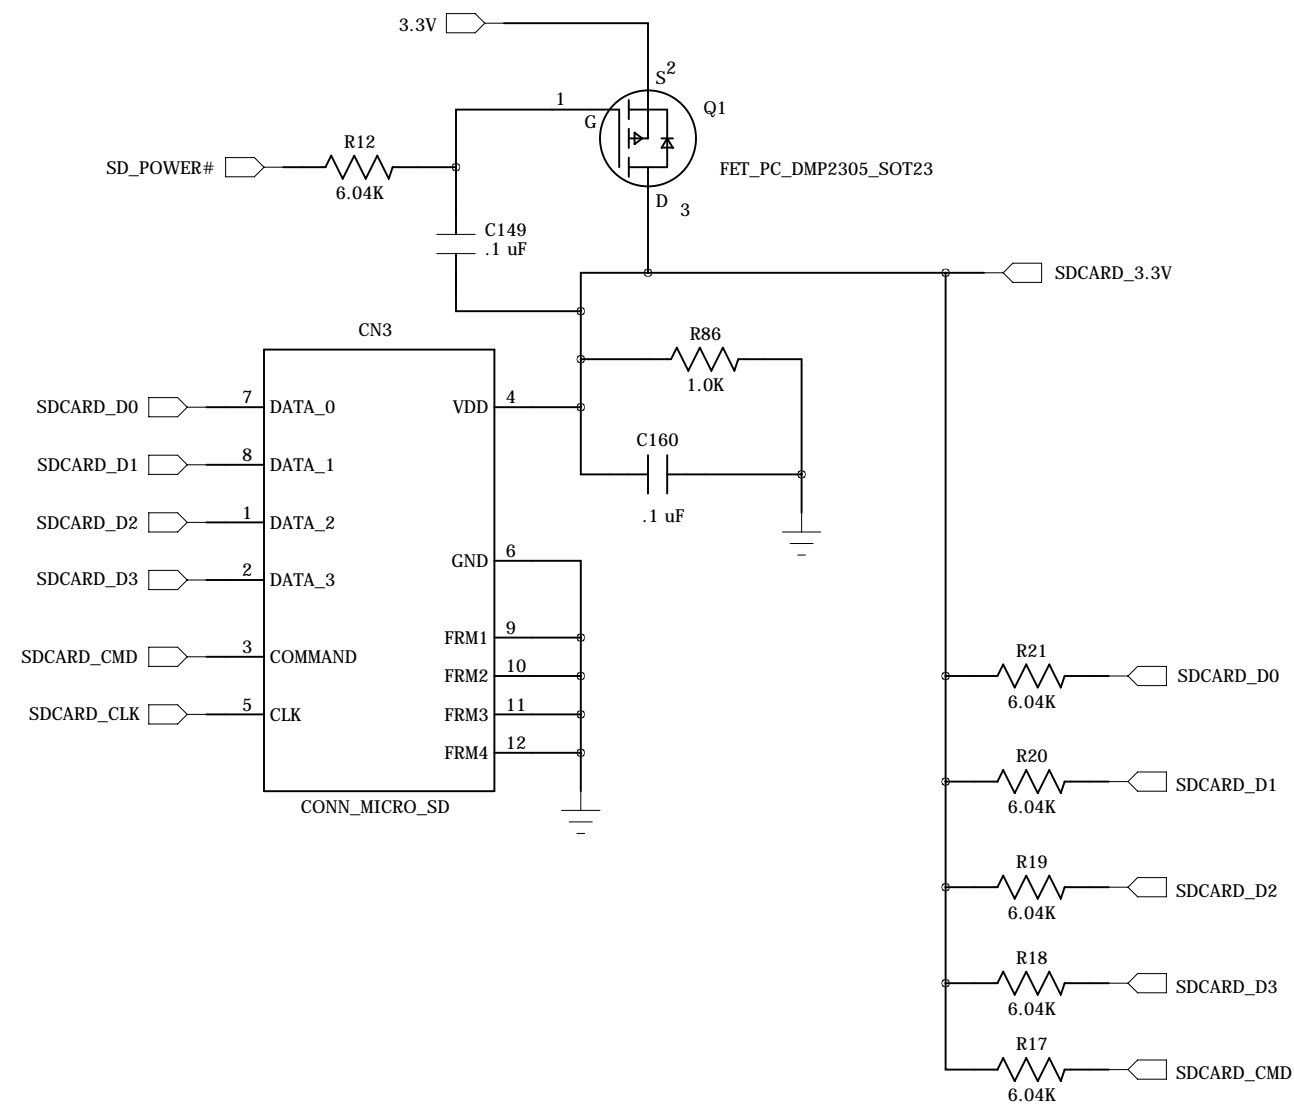 3.3V
S
2
1
G
Q1
R12
SD_POWER#
6.04K
FET_PC_DMP2305_SOT23
D
3
C149
.1 uF
SDCARD_3.3V
CN3
R86
1.0K
SDCARD_D0
7
DATA_0
VDD
4
C160
SDCARD_D1
8
DATA_1
.1 uF
SDCARD_D2
1
DATA_2
GND
6
SDCARD_D3
2
DATA_3
FRM1
9
SDCARD_CMD
3
COMMAND
FRM2
10
SDCARD_CLK
5
CLK
FRM3
11
FRM4
12
CONN_MICRO_SD
R21
6.04K
SDCARD_D0
R20
6.04K
SDCARD_D1
R19
6.04K
SDCARD_D2
R18
6.04K
SDCARD_D3
R17
6.04K
SDCARD_CMD